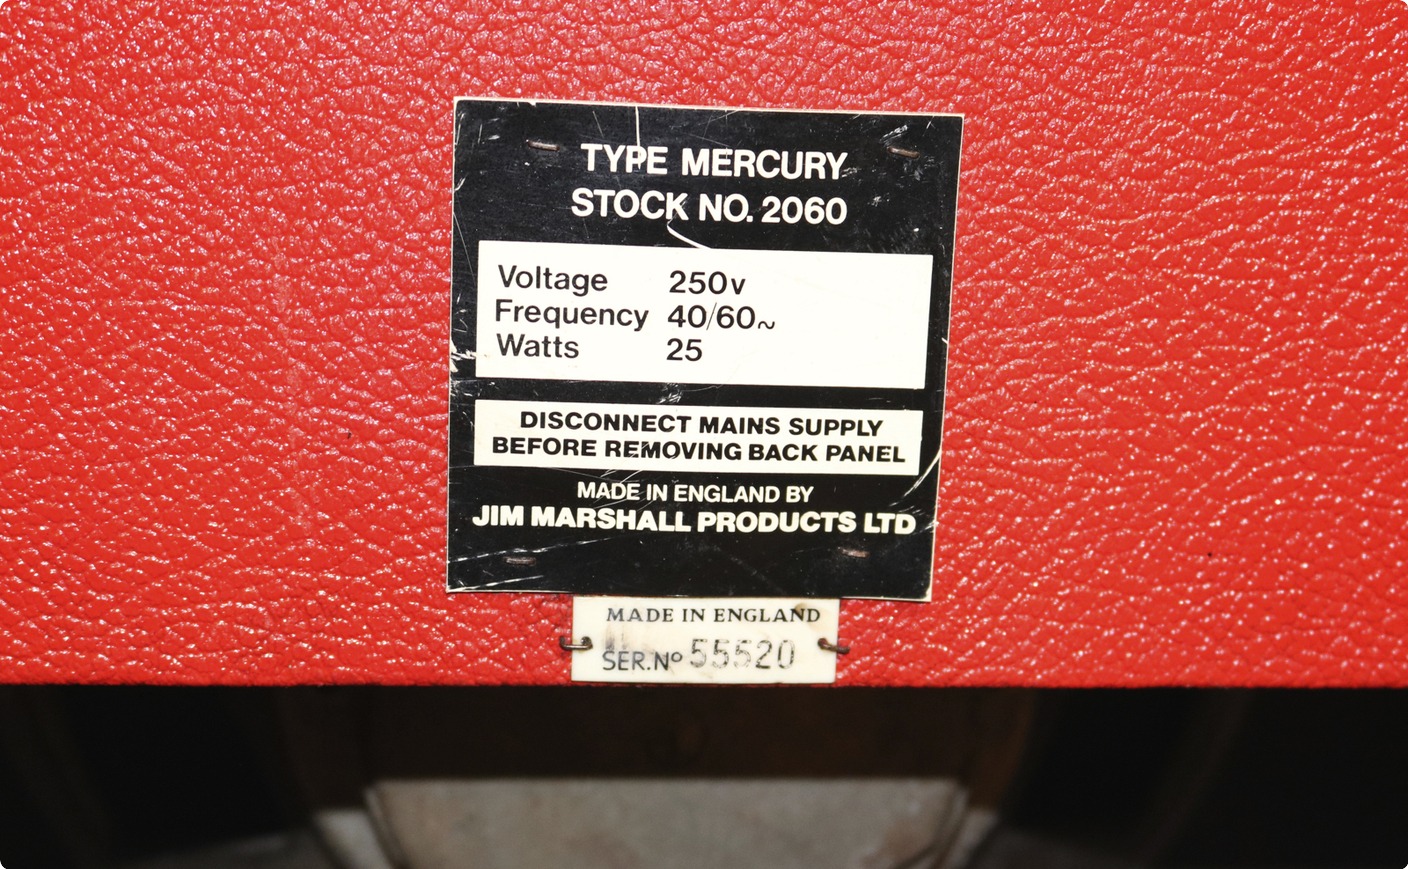 TYPE MERCURY
STOCK NO. 2060
Voltage 250v
Frequency 40/60~
Watts 25
DISCONNECT MAINS SUPPLY
BEFORE REMOVING BACK PANEL
MADE IN ENGLAND BY
JIM MARSHALL PRODUCTS LTD
MADE IN ENGLAND
SER.Nº 55520